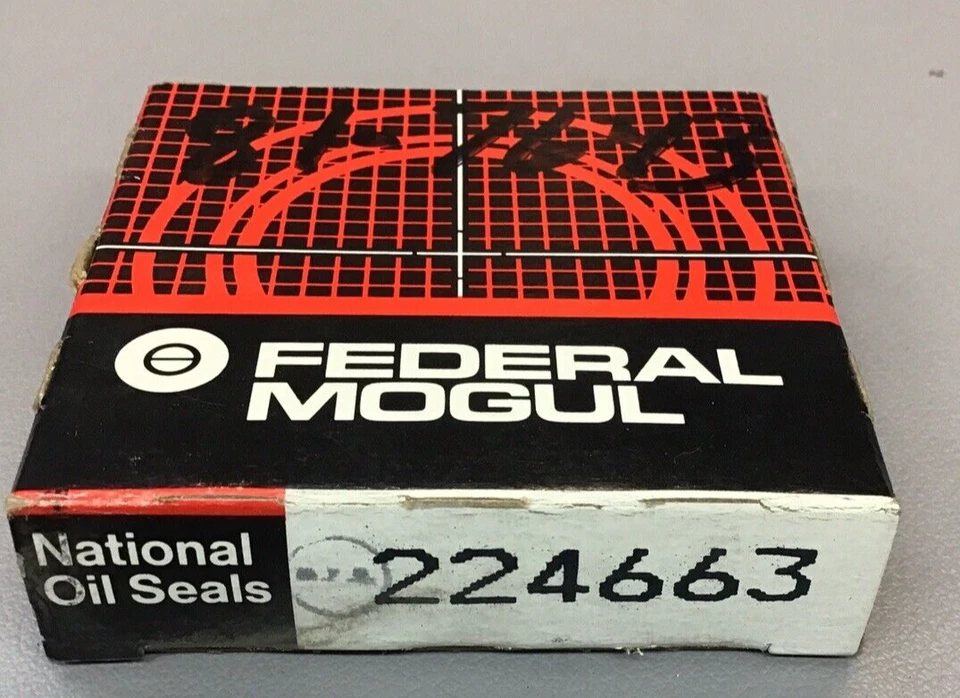 FEDERAL
MOGUL
National
Oil Seals
224663